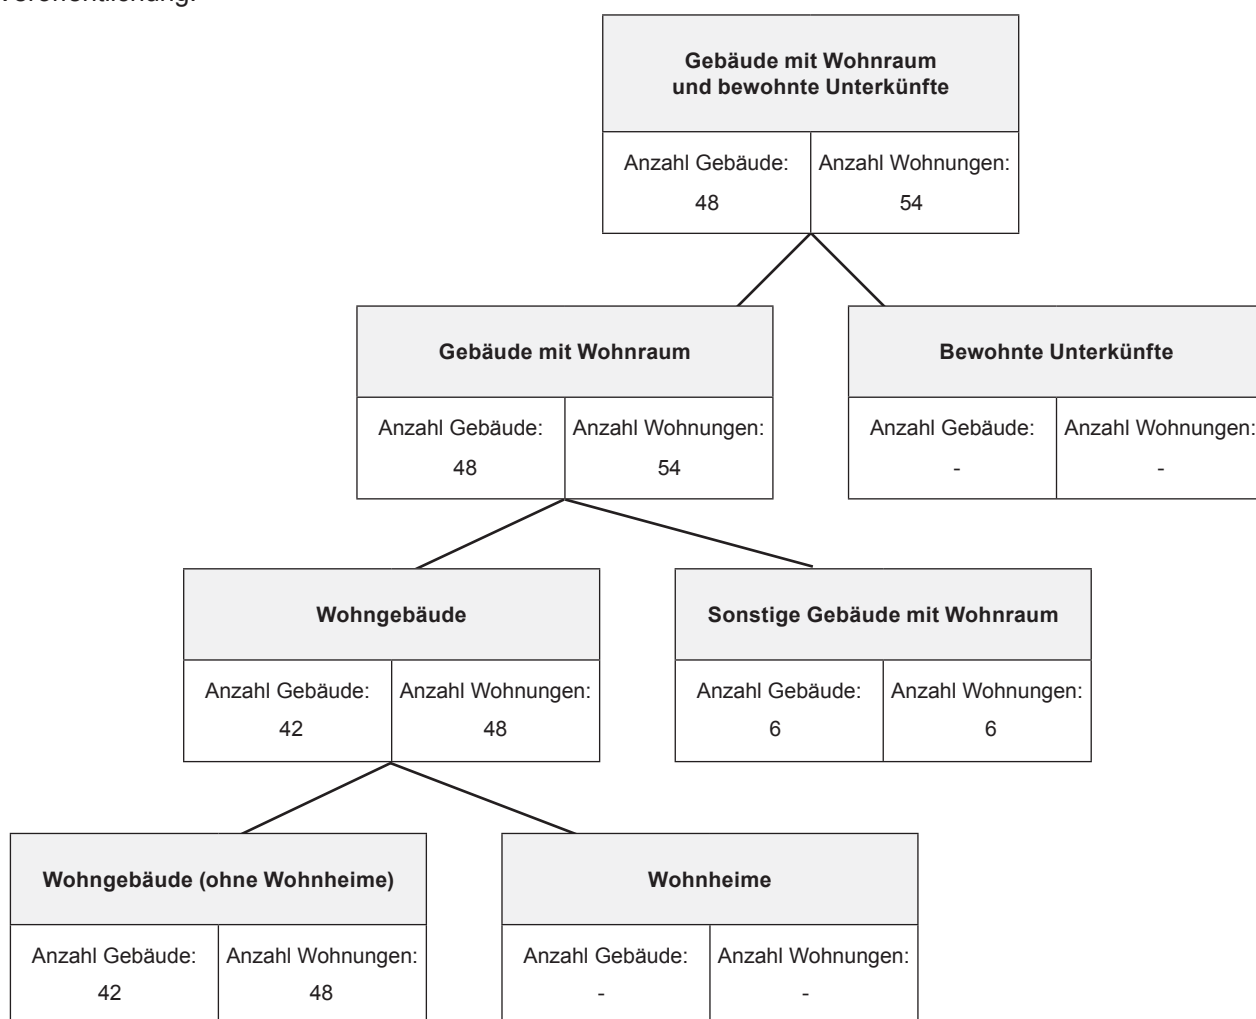 Veröffentlichung.
Gebäude mit Wohnraum
und bewohnte Unterkünfte
Anzahl Gebäude: Anzahl Wohnungen:
48 54
Gebäude mit Wohnraum Bewohnte Unterkünfte
Anzahl Gebäude: Anzahl Wohnungen: Anzahl Gebäude: Anzahl Wohnungen:
48 54 - -
Wohngebäude Sonstige Gebäude mit Wohnraum
Anzahl Gebäude: Anzahl Wohnungen: Anzahl Gebäude: Anzahl Wohnungen:
42 48 6 6
Wohngebäude (ohne Wohnheime) Wohnheime
Anzahl Gebäude: Anzahl Wohnungen: Anzahl Gebäude: Anzahl Wohnungen:
42 48 - -